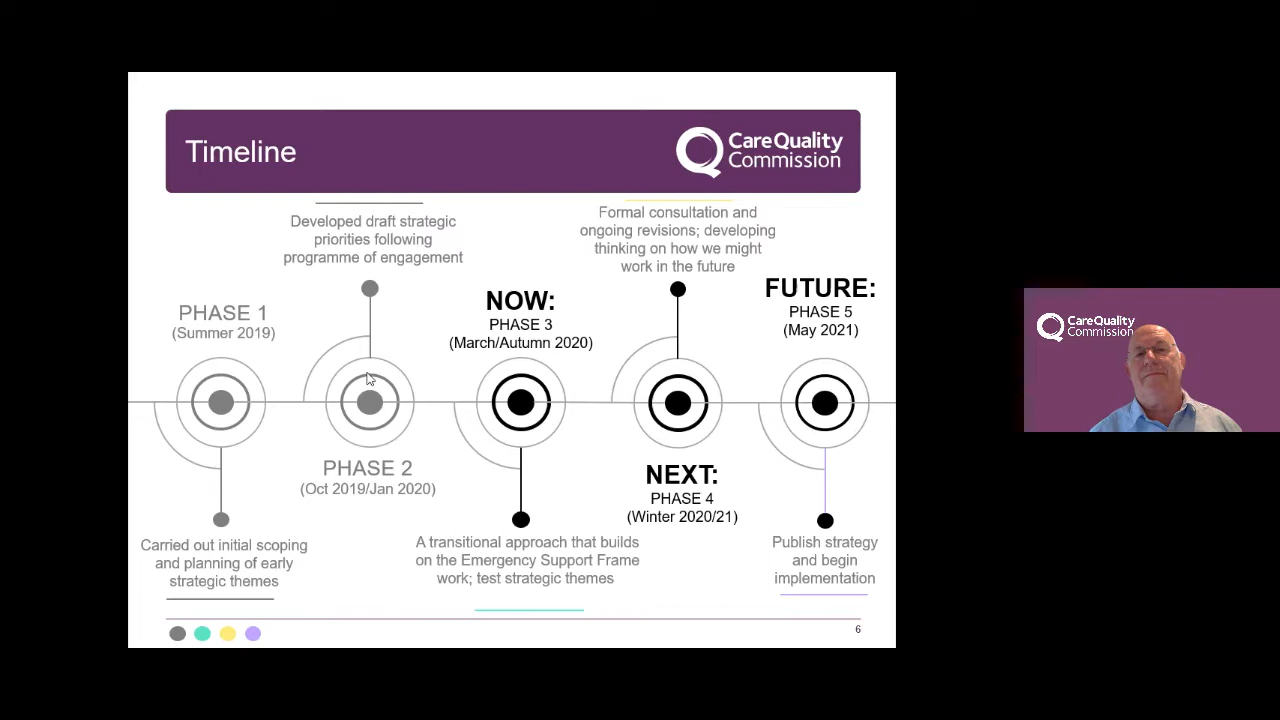 Timeline
CareQuality
Commission
Developed draft strategic
priorities following
programme of engagement
Formal consultation and
ongoing revisions; developing
thinking on how we might
work in the future
PHASE 1
(Summer 2019)
NOW:
PHASE 3
(March/Autumn 2020)
FUTURE:
PHASE 5
(May 2021)
PHASE 2
(Oct 2019/Jan 2020)
NEXT:
PHASE 4
(Winter 2020/21)
Carried out initial scoping
and planning of early
strategic themes
A transitional approach that builds
on the Emergency Support Frame
work; test strategic themes
Publish strategy
and begin
implementation
6
CareQuality
Commission